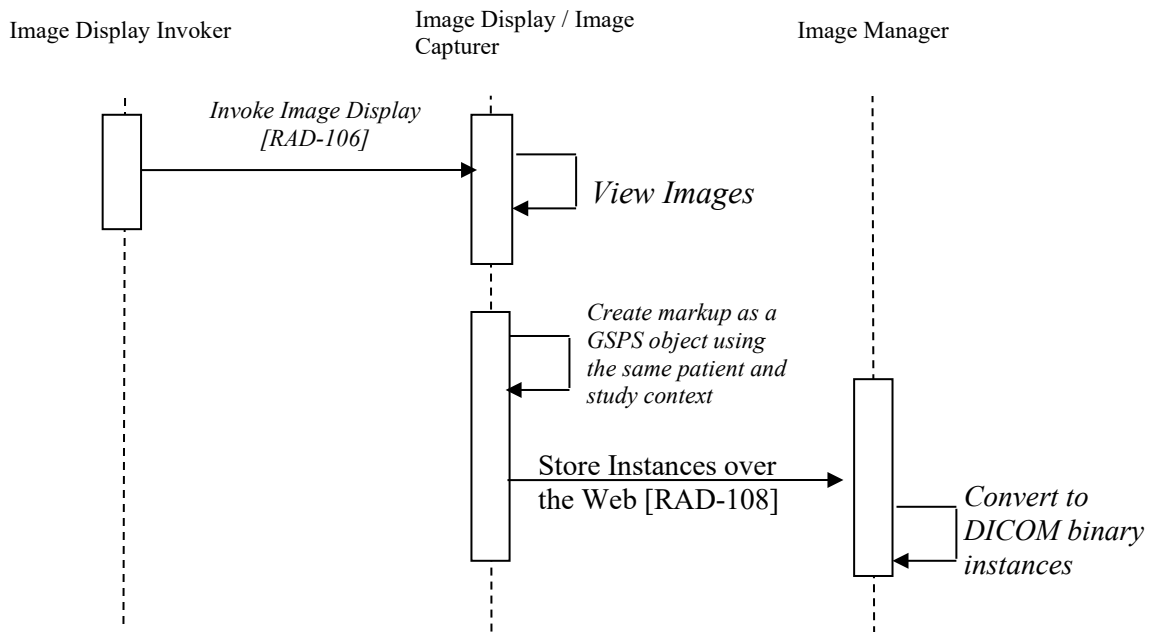 Image Display Invoker
Image Display / Image
Capturer
Image Manager
Invoke Image Display
[RAD-106]
View Images
Create markup as a
GSPS object using
the same patient and
study context
Store Instances over
the Web [RAD-108]
Convert to
DICOM binary
instances